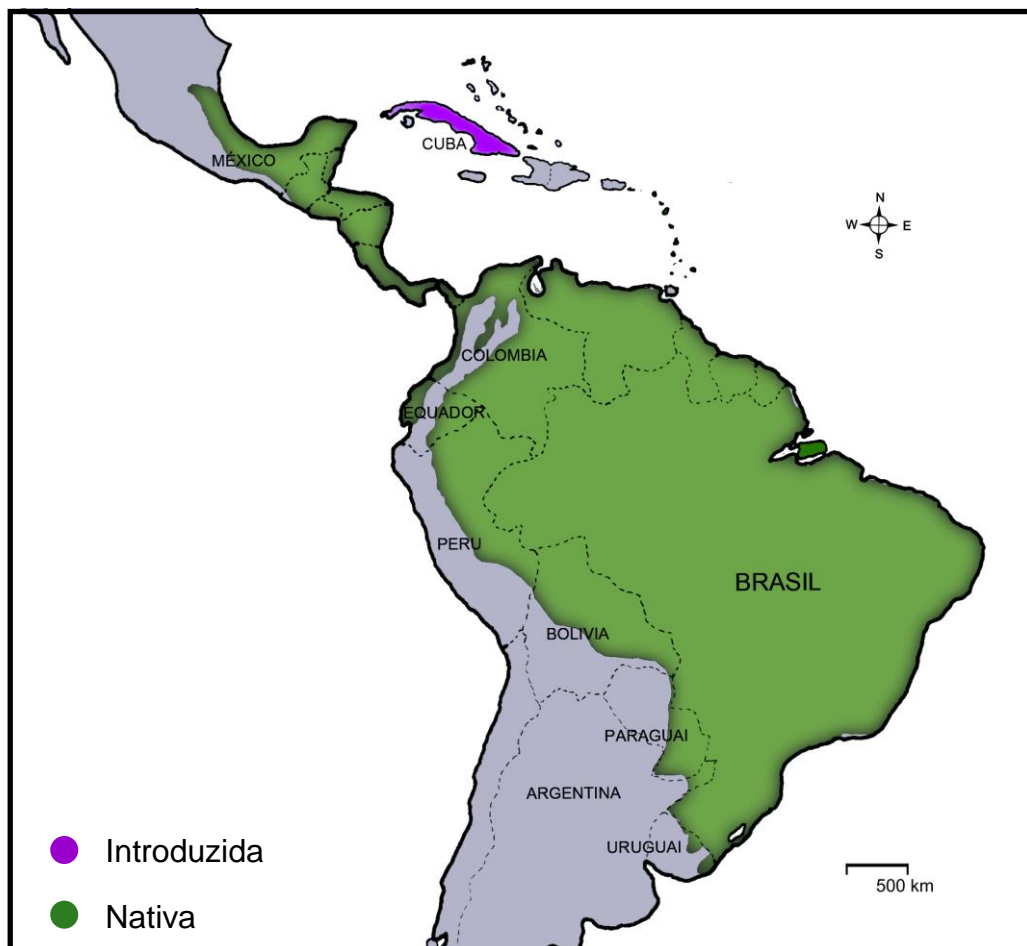 CUBA
MÉXICO
N
W E
S
COLOMBIA
EQUADOR
PERU
BRASIL
BOLIVIA
PARAGUAI
ARGENTINA
URUGUAI
Introduzida
Nativa
500 km